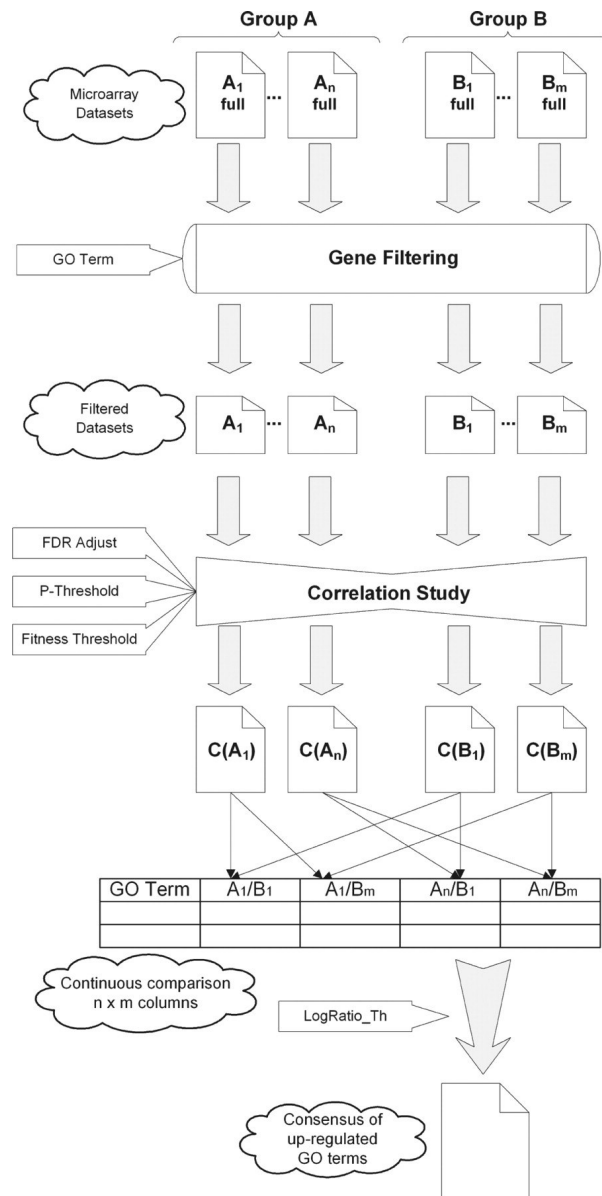 Group A
Group B
Microarray
Datasets
A1
full
...
An
full
B1
full
...
Bm
full
GO Term
Gene Filtering
Filtered
Datasets
A1
...
An
B1
...
Bm
FDR Adjust
P-Threshold
Fitness Threshold
Correlation Study
C(A1)
C(An)
C(B1)
C(Bm)
GO Term A1/B1 A1/Bm An/B1 An/Bm
Continuous comparison
n x m columns
LogRatio_Th
Consensus of
up-regulated
GO terms